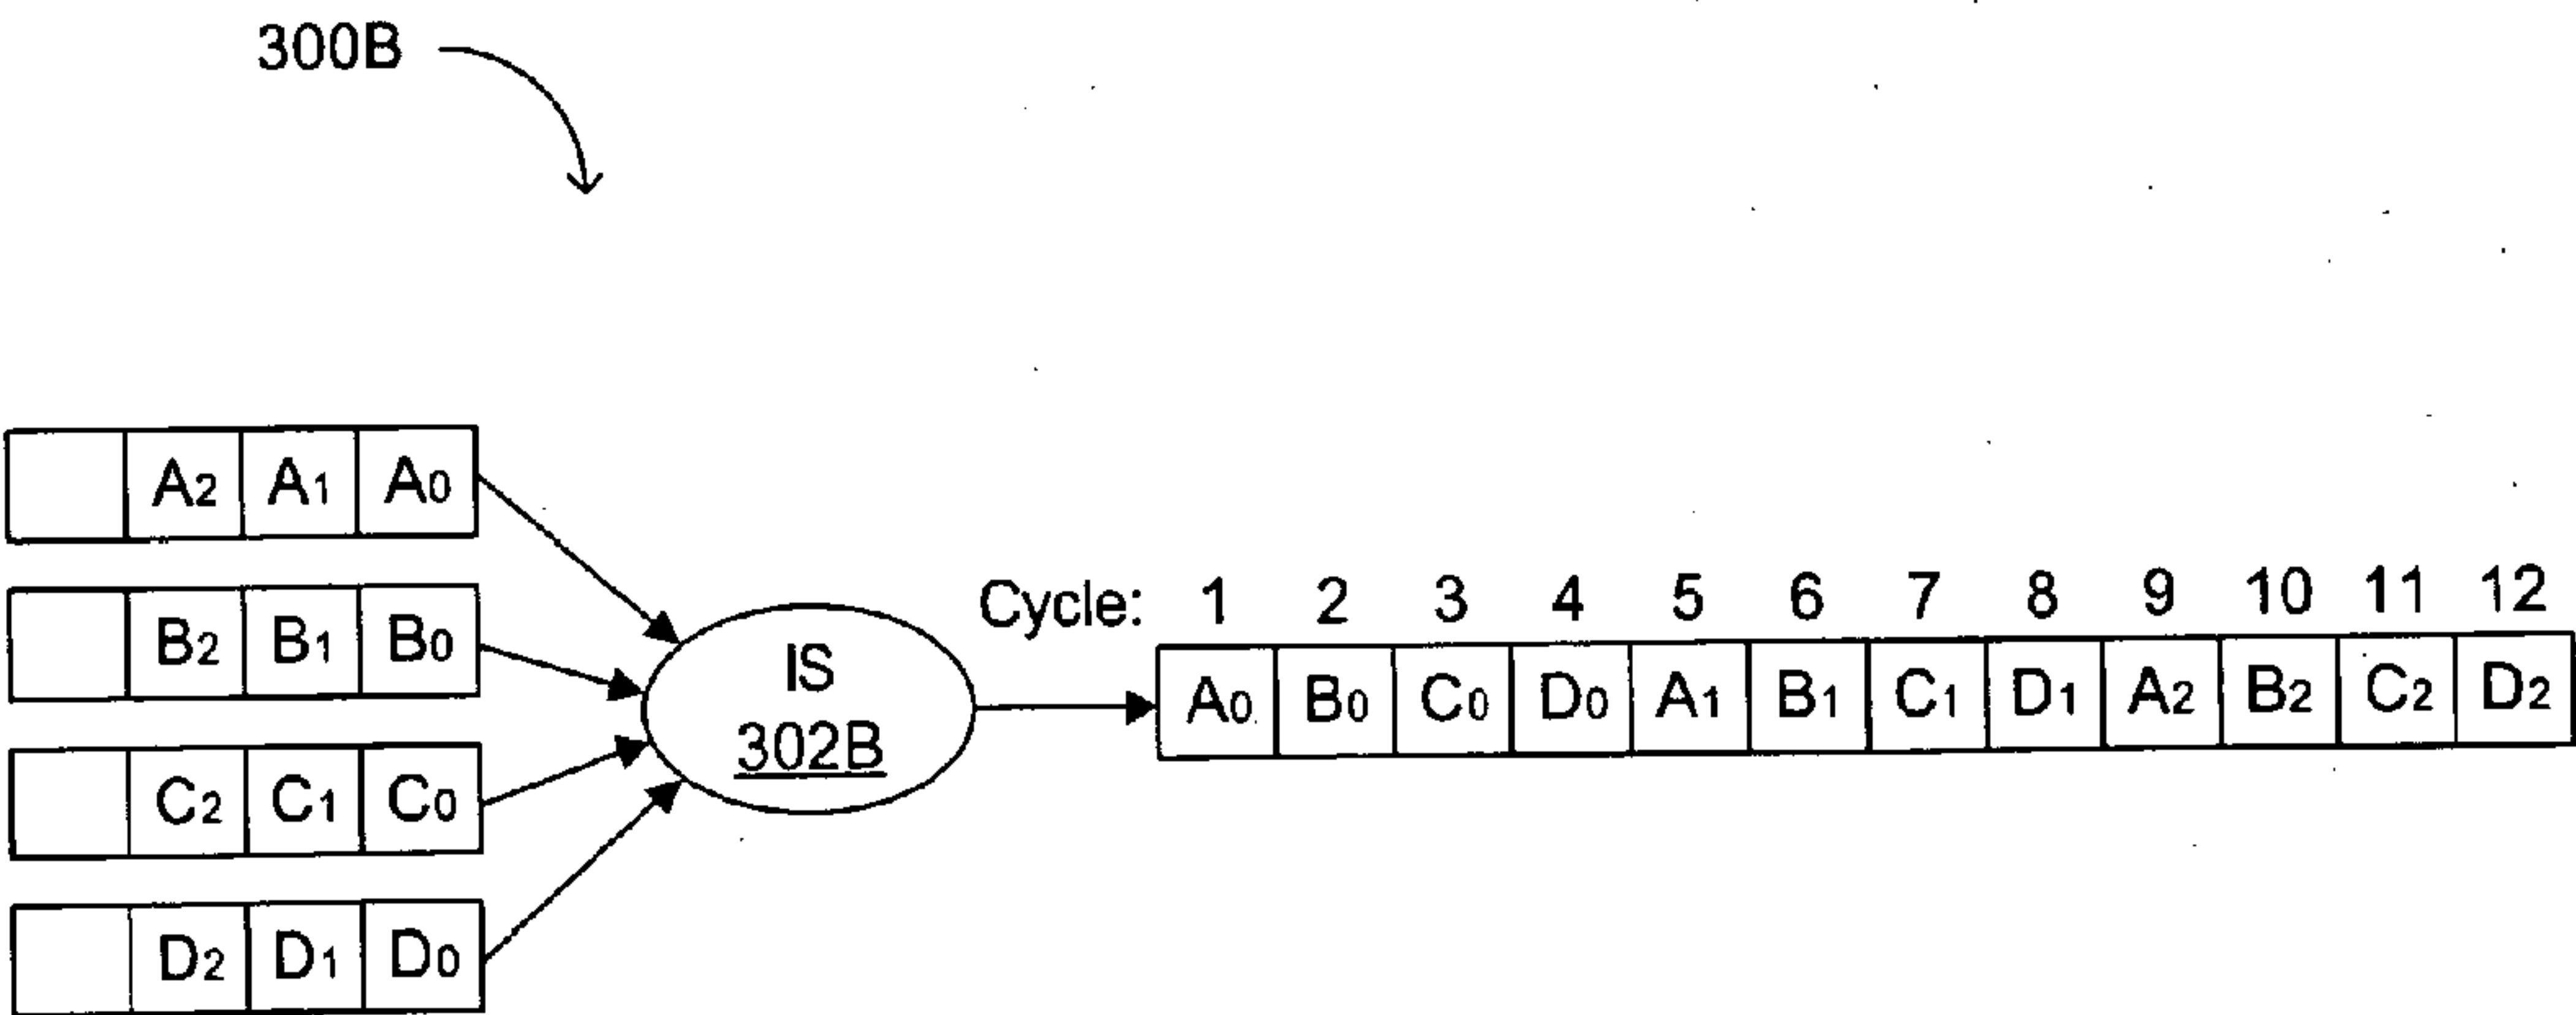 300B
A2 A1 A0
B2 B1 B0
C2 C1 C0
D2 D1 D0
IS
302B
Cycle: 1 2 3 4 5 6 7 8 9 10 11 12
A0 B0 C0 D0 A1 B1 C1 D1 A2 B2 C2 D2